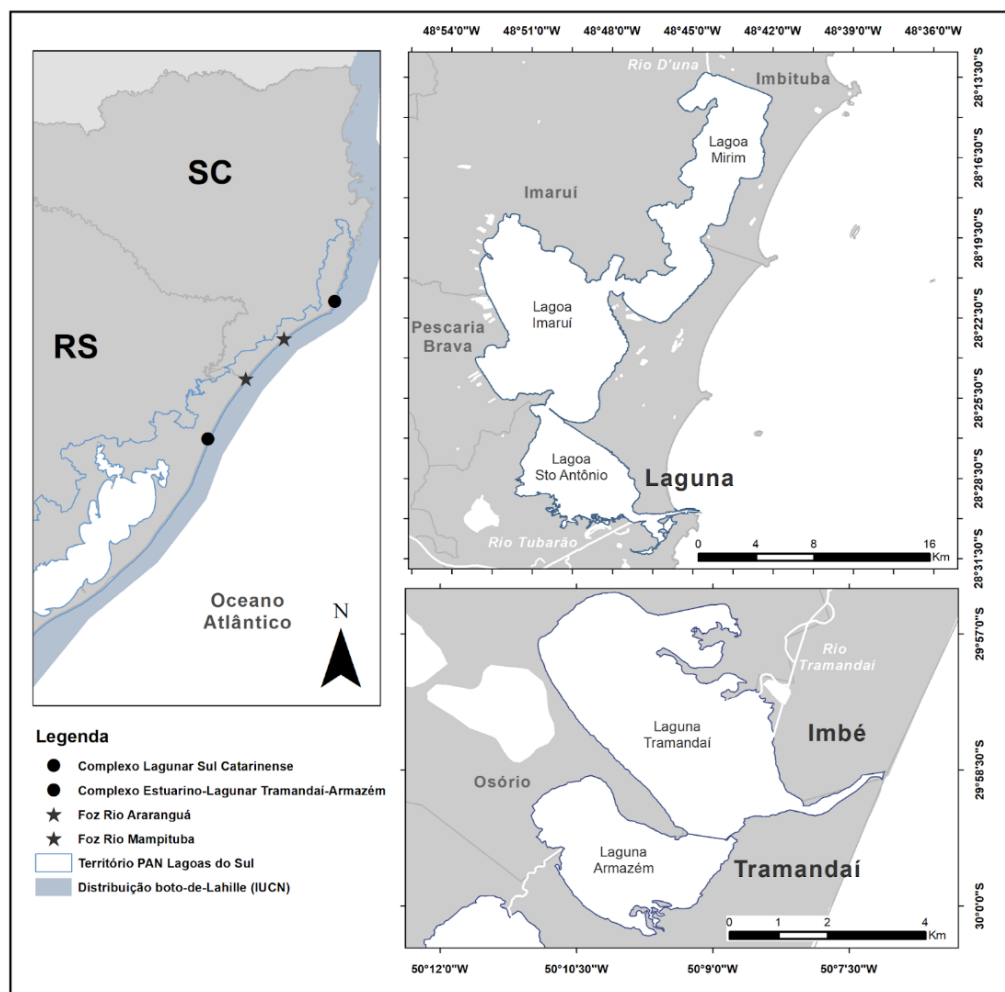 SC
RS
Oceano
Atlântico
N
Legenda
Complexo Lagunar Sul Catarinense
Complexo Estuarino-Lagunar Tramandaí-Armazém
Foz Rio Araranguá
Foz Rio Mampituba
Território PAN Lagoas do Sul
Distribuição boto-de-Lahille (IUCN)
48°54'0"W 48°51'0"W 48°48'0"W 48°45'0"W 48°42'0"W 48°39'0"W 48°36'0"W
Rio D'una
Imbituba
Lagoa
Mirim
Imaruí
Lagoa
Imaruí
Pescaria
Brava
Lagoa
Sto Antônio
Laguna
Rio Tubarão
0 4 8 16
Km
28°13'30"S
28°16'30"S
28°19'30"S
28°22'30"S
28°25'30"S
28°28'30"S
28°31'30"S
Rio
Tramandaí
Laguna
Tramandaí
Imbé
Osório
Laguna
Armazém
Tramandaí
0 1 2 4
Km
29°57'0"S
29°58'30"S
30°0'0"S
50°12'0"W 50°10'30"W 50°9'0"W 50°7'30"W